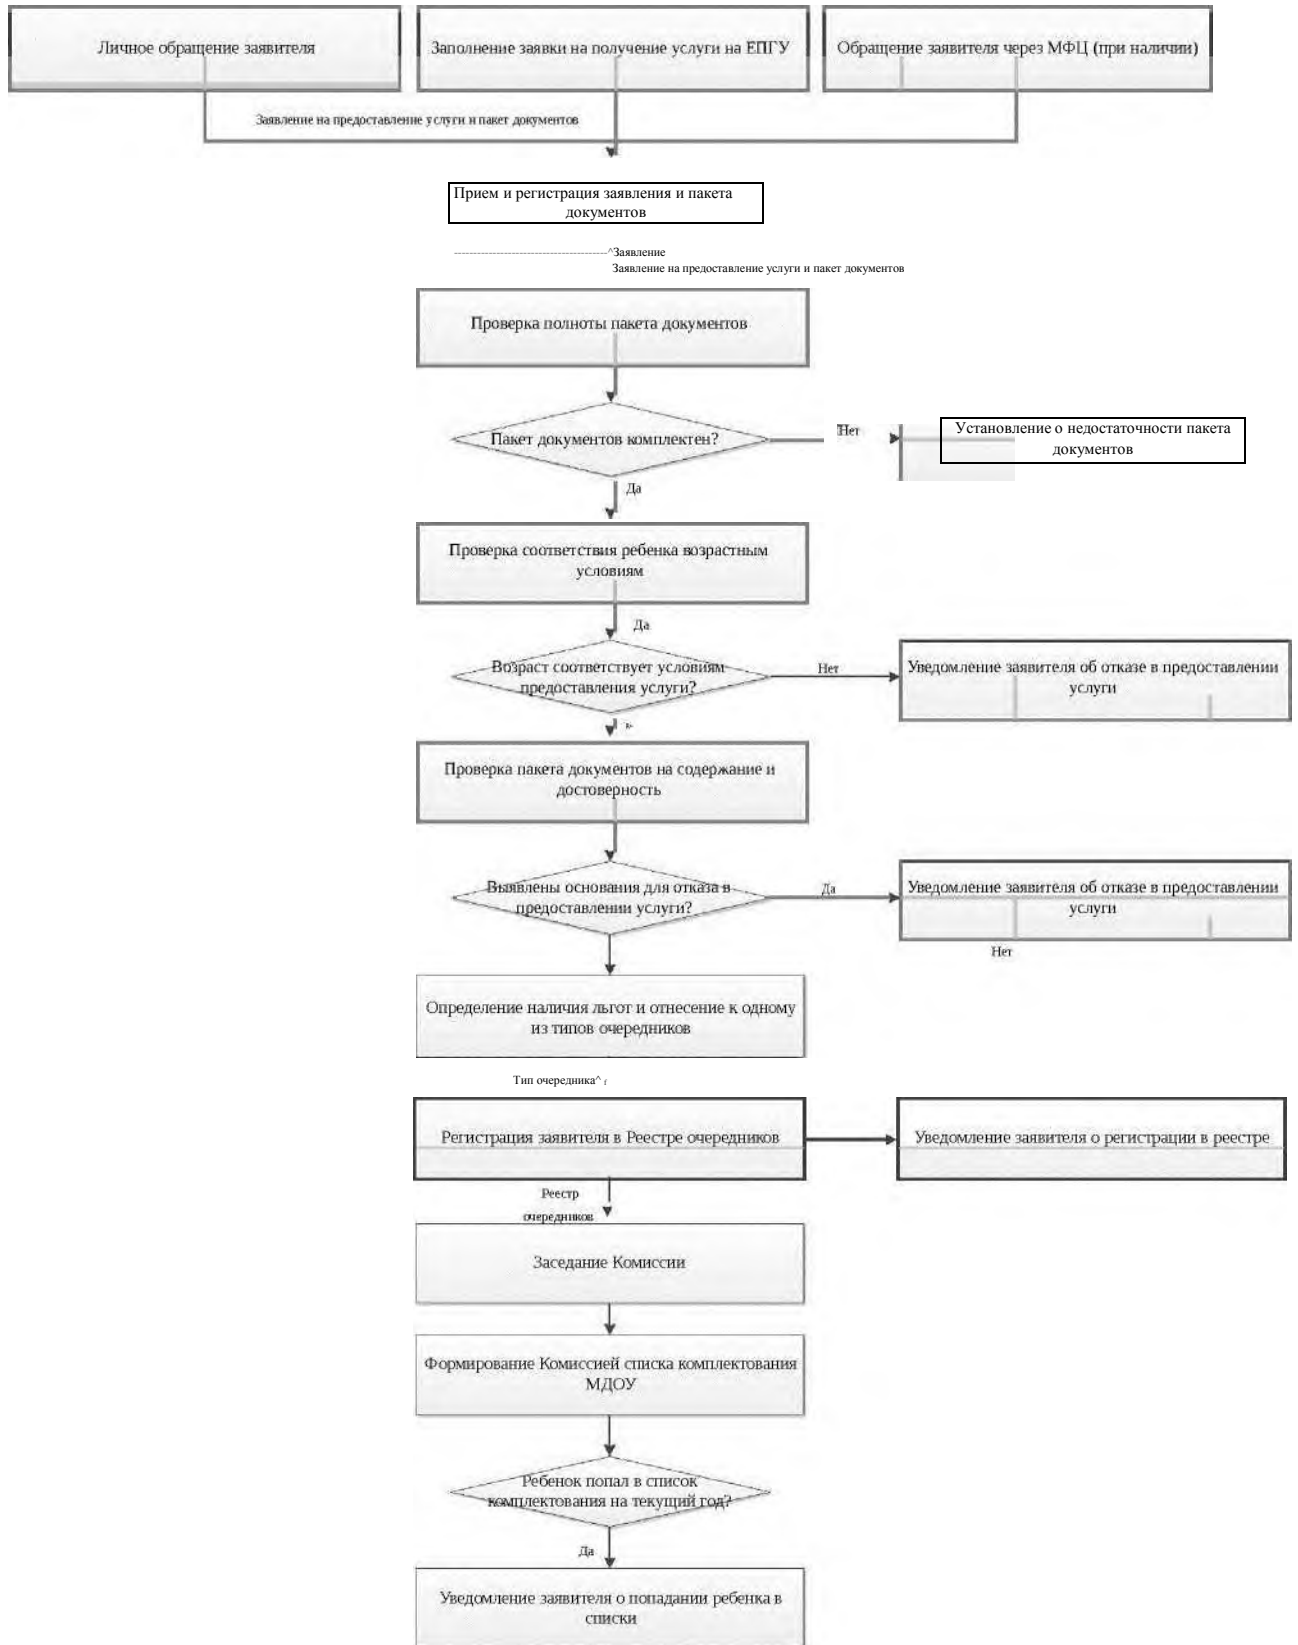 Личное обращение заявителя
Заполнение заявки на получение услуги на ЕПГУ
Обращение заявителя через МФЦ (при наличии)
Заявление на предоставление услуги и пакет документов
Прием и регистрация заявления и пакета
документов
^Заявление
Заявление на предоставление услуги и пакет документов
Проверка полноты пакета документов
Пакет документов комплектен?
Нет
Установление о недостаточности пакета
документов
Да
Проверка соответствия ребенка возрастным
условиям
Да
Возраст соответствует условиям
предоставления услуги?
Нет
Уведомление заявителя об отказе в предоставлении
услуги
Проверка пакета документов на содержание и
достоверность
Выявлены основания для отказа в
предоставлении услуги?
Да
Уведомление заявителя об отказе в предоставлении
услуги
Нет
Определение наличия льгот и отнесение к одному
из типов очередников
Тип очередника^ f
Регистрация заявителя в Реестре очередников
Уведомление заявителя о регистрации в реестре
Реестр
очередников
Заседание Комиссии
Формирование Комиссией списка комплектования
МДОУ
Ребенок попал в список
комплектования на текущий год?
Да
Уведомление заявителя о попадании ребенка в
списки